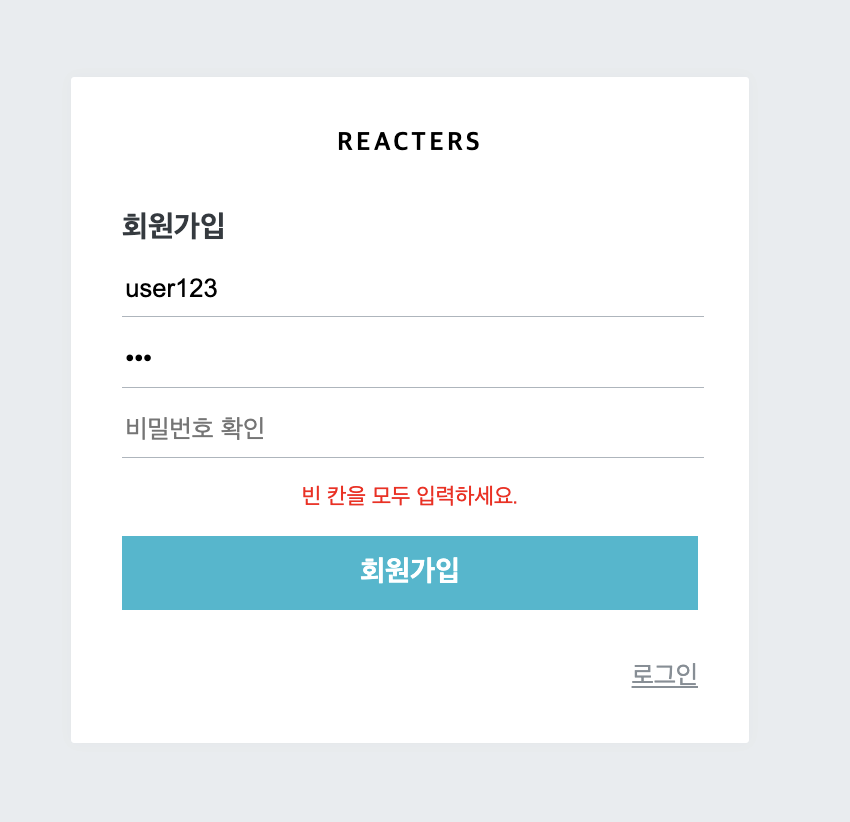 REACTERS
회원가입
user123
•••
비밀번호 확인
빈 칸을 모두 입력하세요.
회원가입
로그인